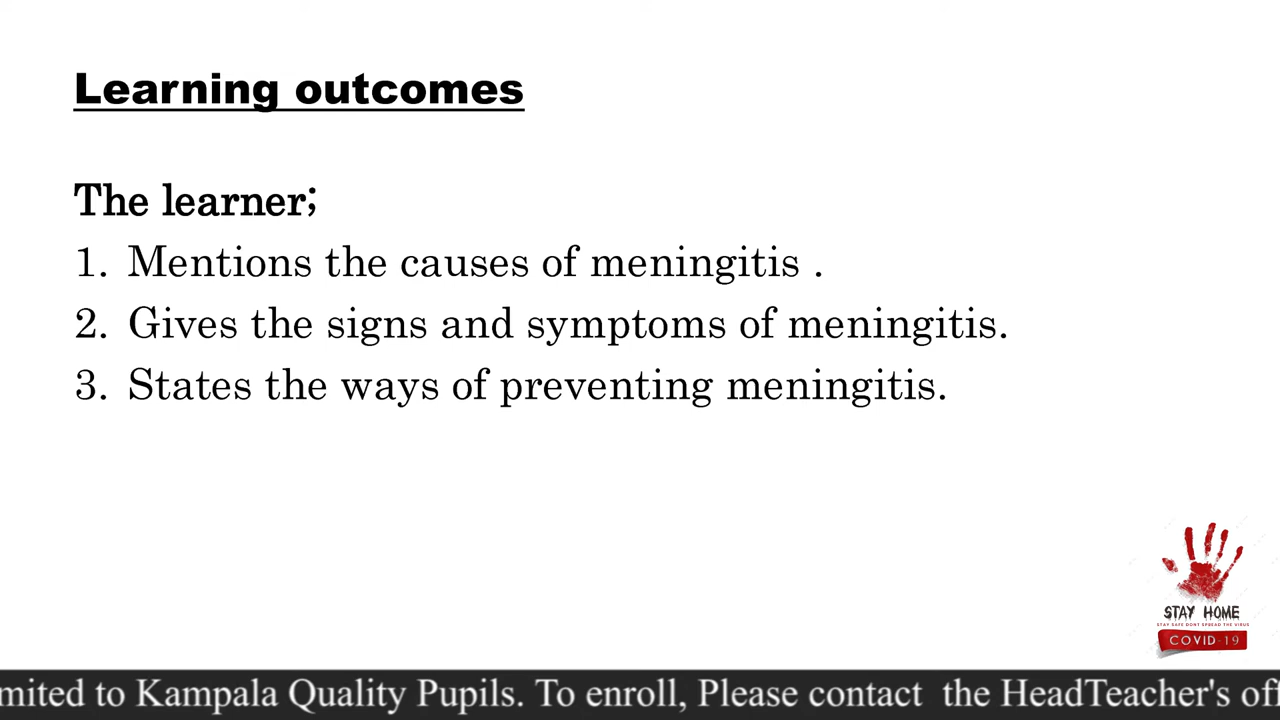 Learning outcomes
The learner;
1. Mentions the causes of meningitis .
2. Gives the signs and symptoms of meningitis.
3. States the ways of preventing meningitis.
STAY HOME
STAY SAFE DONT SPREAD THE VIRUS
COVID-19
mited to Kampala Quality Pupils. To enroll, Please contact the HeadTeacher's off